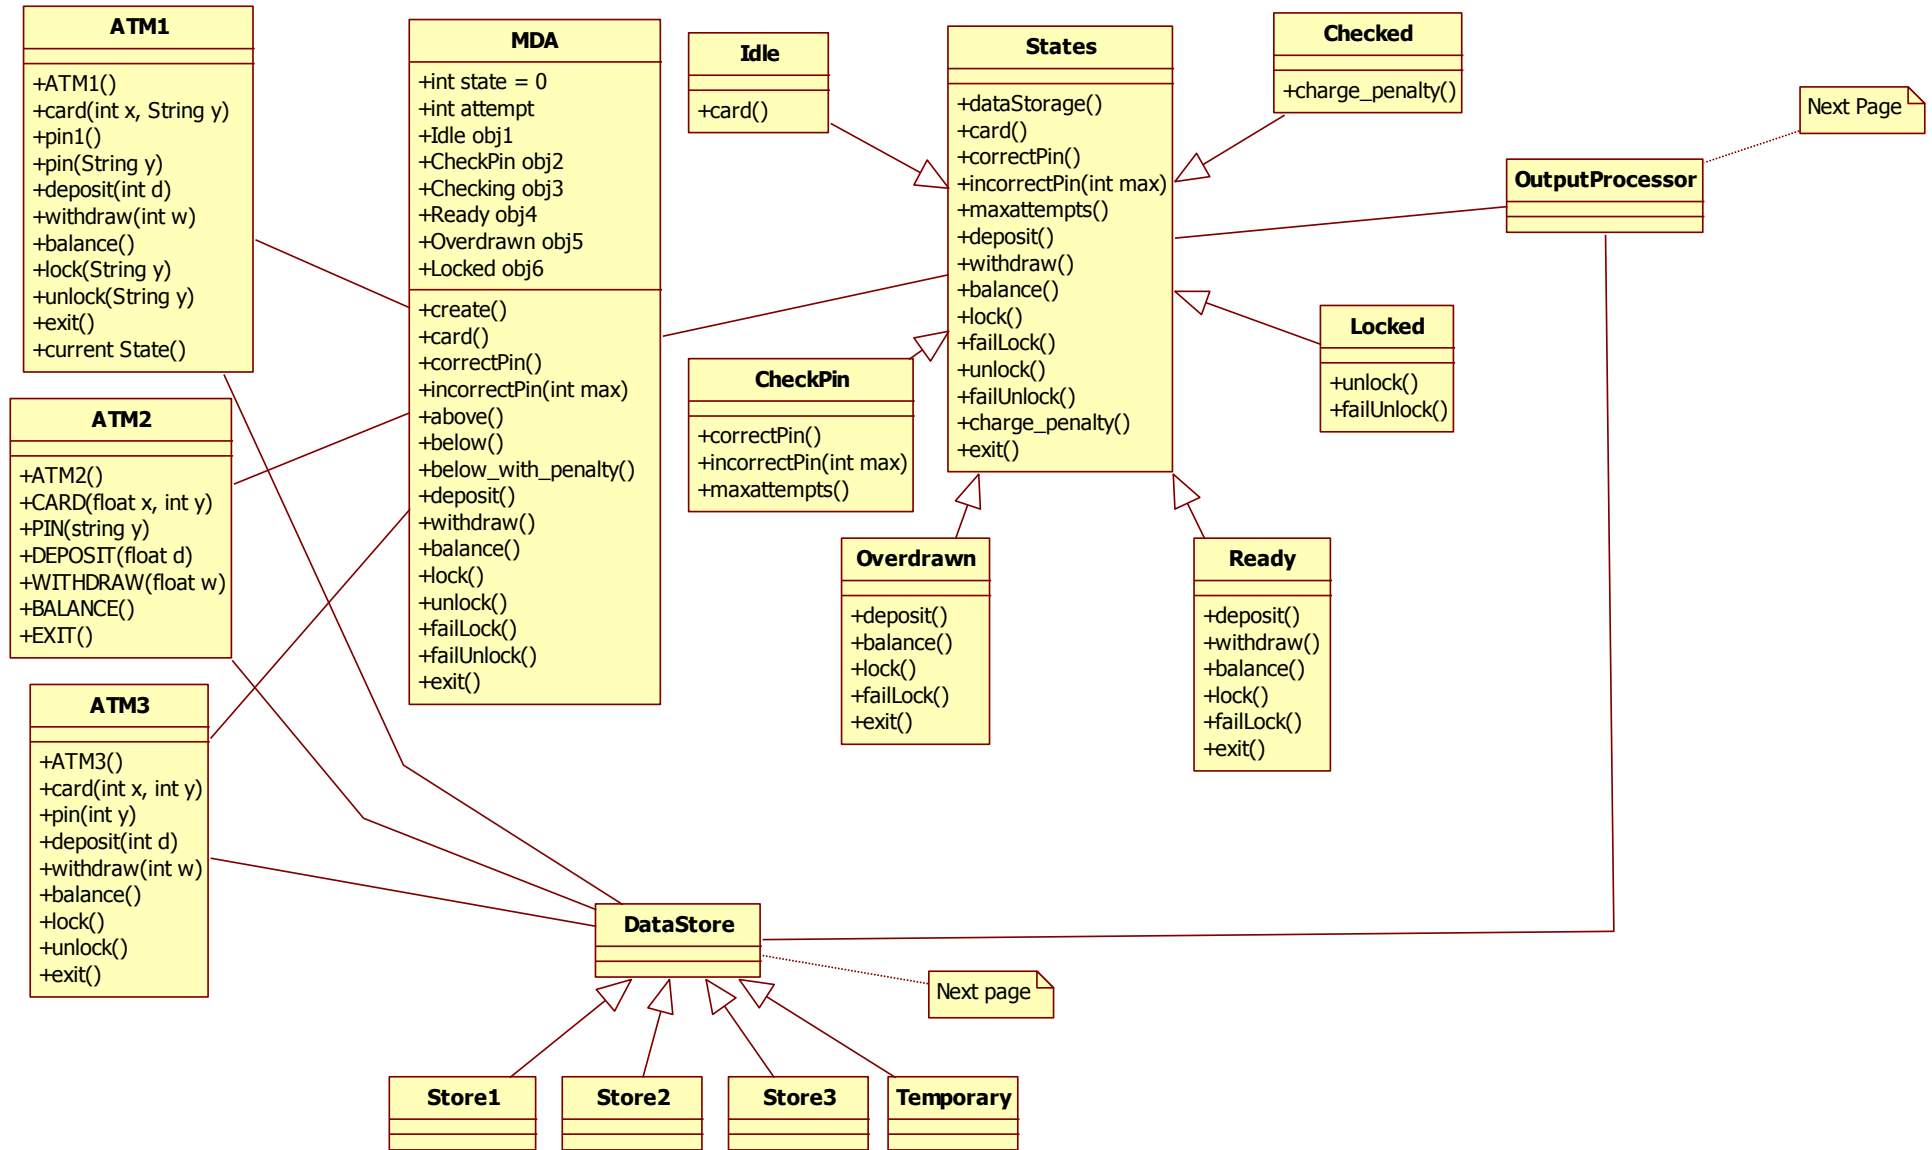 ATM1
+ATM1()
+card(int x, String y)
+pin1()
+pin(String y)
+deposit(int d)
+withdraw(int w)
+balance()
+lock(String y)
+unlock(String y)
+exit()
+current State()
ATM2
+ATM2()
+CARD(float x, int y)
+PIN(string y)
+DEPOSIT(float d)
+WITHDRAW(float w)
+BALANCE()
+EXIT()
ATM3
+ATM3()
+card(int x, int y)
+pin(int y)
+deposit(int d)
+withdraw(int w)
+balance()
+lock()
+unlock()
+exit()
MDA
+int state = 0
+int attempt
+Idle obj1
+CheckPin obj2
+Checking obj3
+Ready obj4
+Overdrawn obj5
+Locked obj6
+create()
+card()
+correctPin()
+incorrectPin(int max)
+above()
+below()
+below_with_penalty()
+deposit()
+withdraw()
+balance()
+lock()
+unlock()
+failLock()
+failUnlock()
+exit()
Idle
+card()
CheckPin
+correctPin()
+incorrectPin(int max)
+maxattempts()
States
+dataStorage()
+card()
+correctPin()
+incorrectPin(int max)
+maxattempts()
+deposit()
+withdraw()
+balance()
+lock()
+failLock()
+unlock()
+failUnlock()
+charge_penalty()
+exit()
Checked
+charge_penalty()
Next Page
OutputProcessor
Locked
+unlock()
+failUnlock()
Overdrawn
+deposit()
+balance()
+lock()
+failLock()
+exit()
Ready
+deposit()
+withdraw()
+balance()
+lock()
+failLock()
+exit()
DataStore
Next page
Store1
Store2
Store3
Temporary